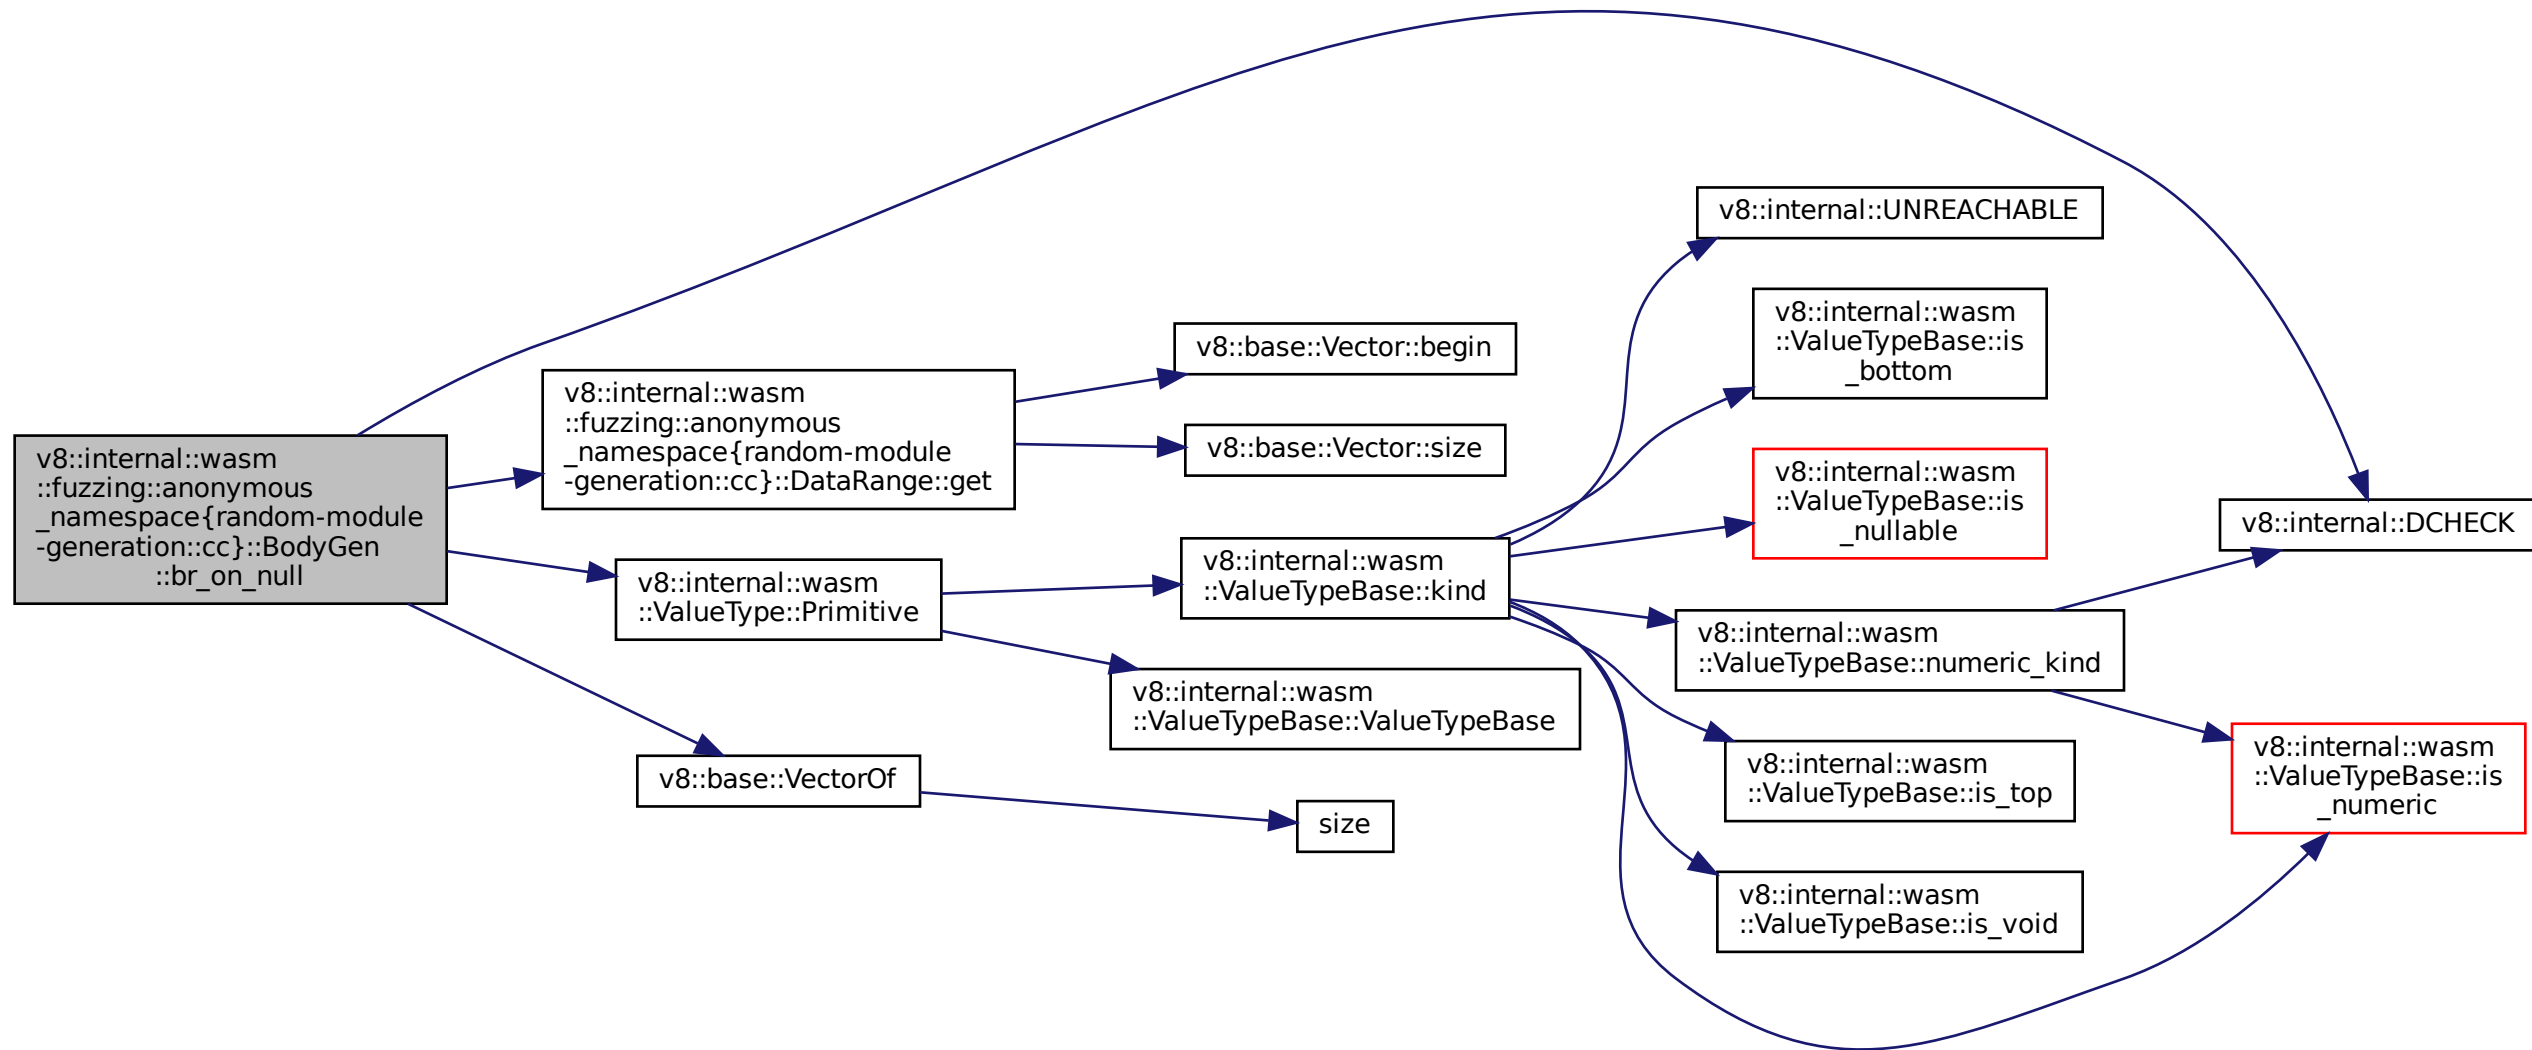 v8::internal::wasm
::fuzzing::anonymous
_namespace{random-module
-generation::cc}::BodyGen
::br_on_null
v8::internal::wasm
::fuzzing::anonymous
_namespace{random-module
-generation::cc}::DataRange::get
v8::internal::wasm
::ValueType::Primitive
v8::base::VectorOf
v8::base::Vector::begin
v8::base::Vector::size
v8::internal::wasm
::ValueTypeBase::kind
v8::internal::wasm
::ValueTypeBase::ValueTypeBase
size
v8::internal::UNREACHABLE
v8::internal::wasm
::ValueTypeBase::is
_bottom
v8::internal::wasm
::ValueTypeBase::is
_nullable
v8::internal::wasm
::ValueTypeBase::numeric_kind
v8::internal::wasm
::ValueTypeBase::is_top
v8::internal::wasm
::ValueTypeBase::is_void
v8::internal::DCHECK
v8::internal::wasm
::ValueTypeBase::is
_numeric